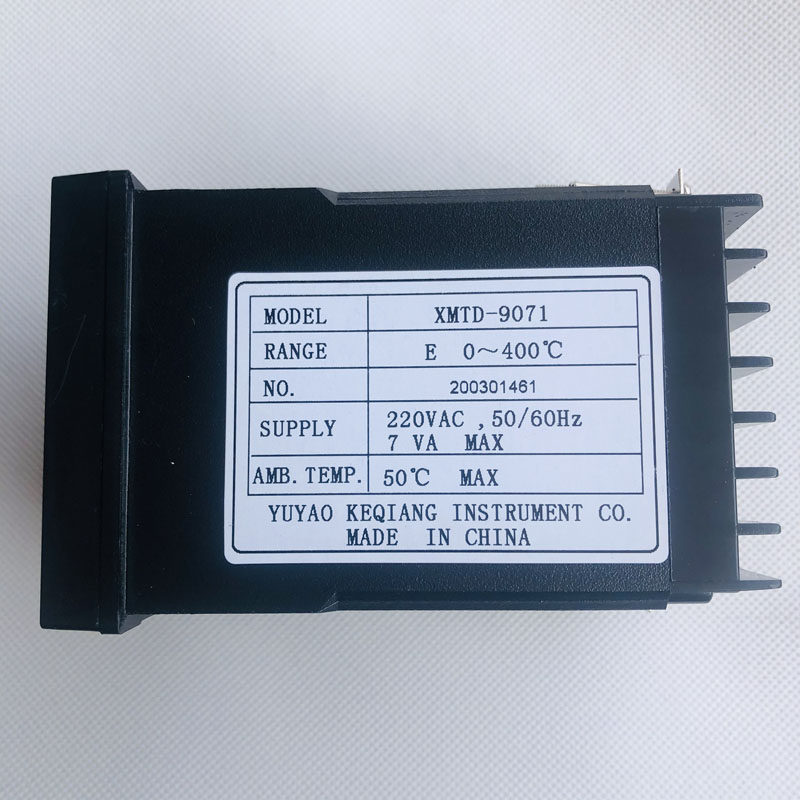 MODEL XMTD-9071
RANGE E 0～400℃
NO. 200301461
SUPPLY 220VAC ,50/60Hz
7 VA MAX
AMB. TEMP. 50℃ MAX
YUYAO KEQIANG INSTRUMENT CO.
MADE IN CHINA